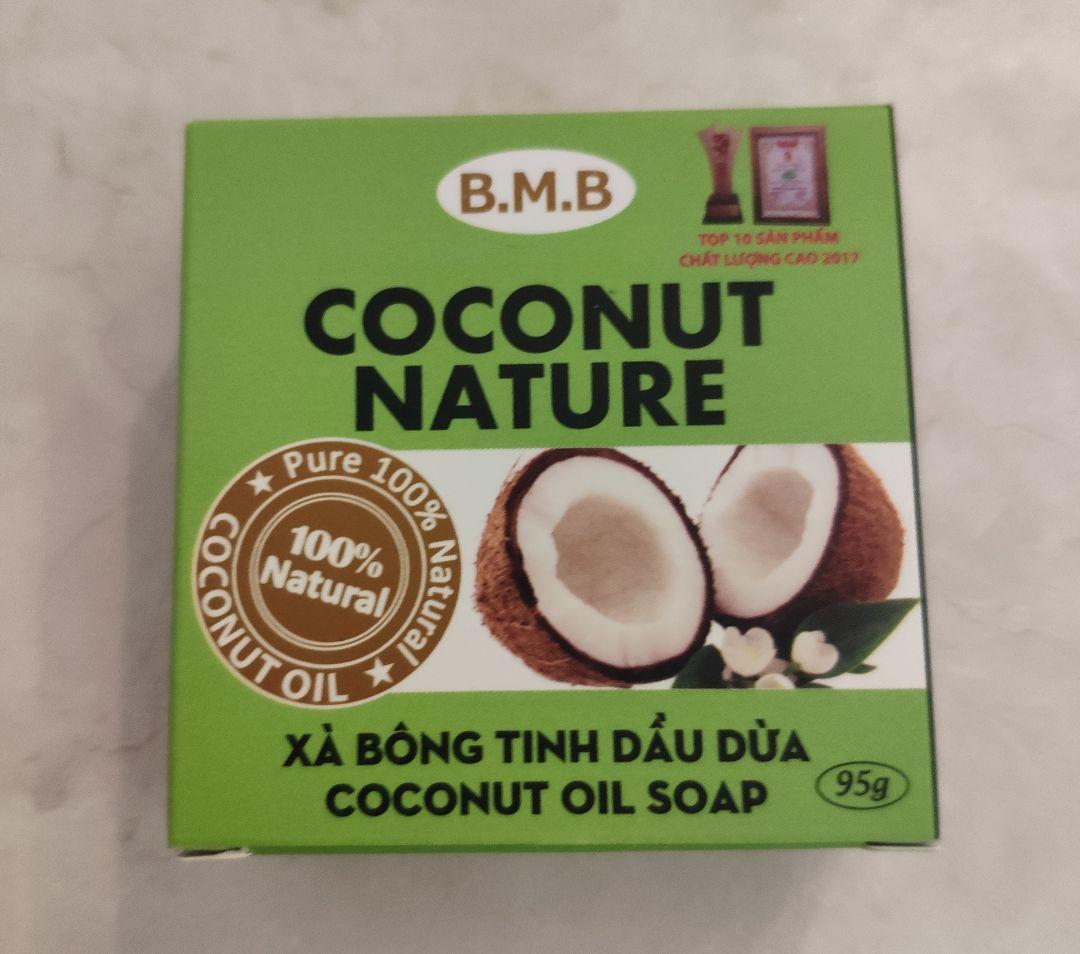 B.M.B
TOP 10 SẢN PHẨM
CHẤT LƯỢNG CAO 2017
COCONUT
NATURE
Pure 100% Natural
100%
Natural
COCONUT OIL
XÀ BÔNG TINH DẦU DỪA
COCONUT OIL SOAP
95g